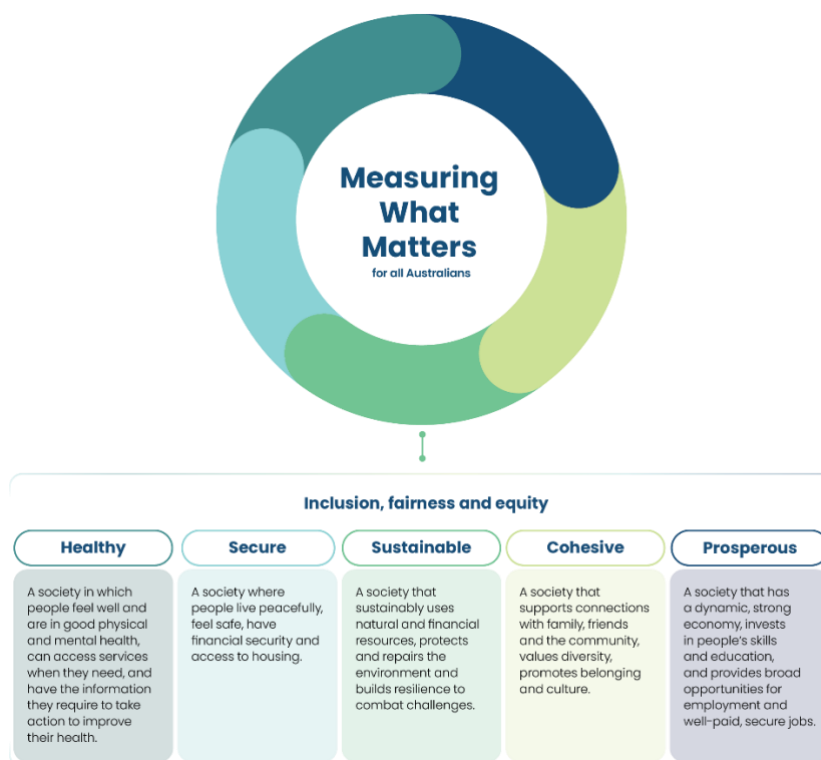 Measuring
What
Matters
for all Australians
Inclusion, fairness and equity
Healthy
A society in which
people feel well and
are in good physical
and mental health,
can access services
when they need, and
have the information
they require to take
action to improve
their health.
Secure
A society where
people live peacefully,
feel safe, have
financial security and
access to housing.
Sustainable
A society that
sustainably uses
natural and financial
resources, protects
and repairs the
environment and
builds resilience to
combat challenges.
Cohesive
A society that
supports connections
with family, friends
and the community,
values diversity,
promotes belonging
and culture.
Prosperous
A society that has
a dynamic, strong
economy, invests
in people's skills
and education,
and provides broad
opportunities for
employment and
well-paid, secure jobs.